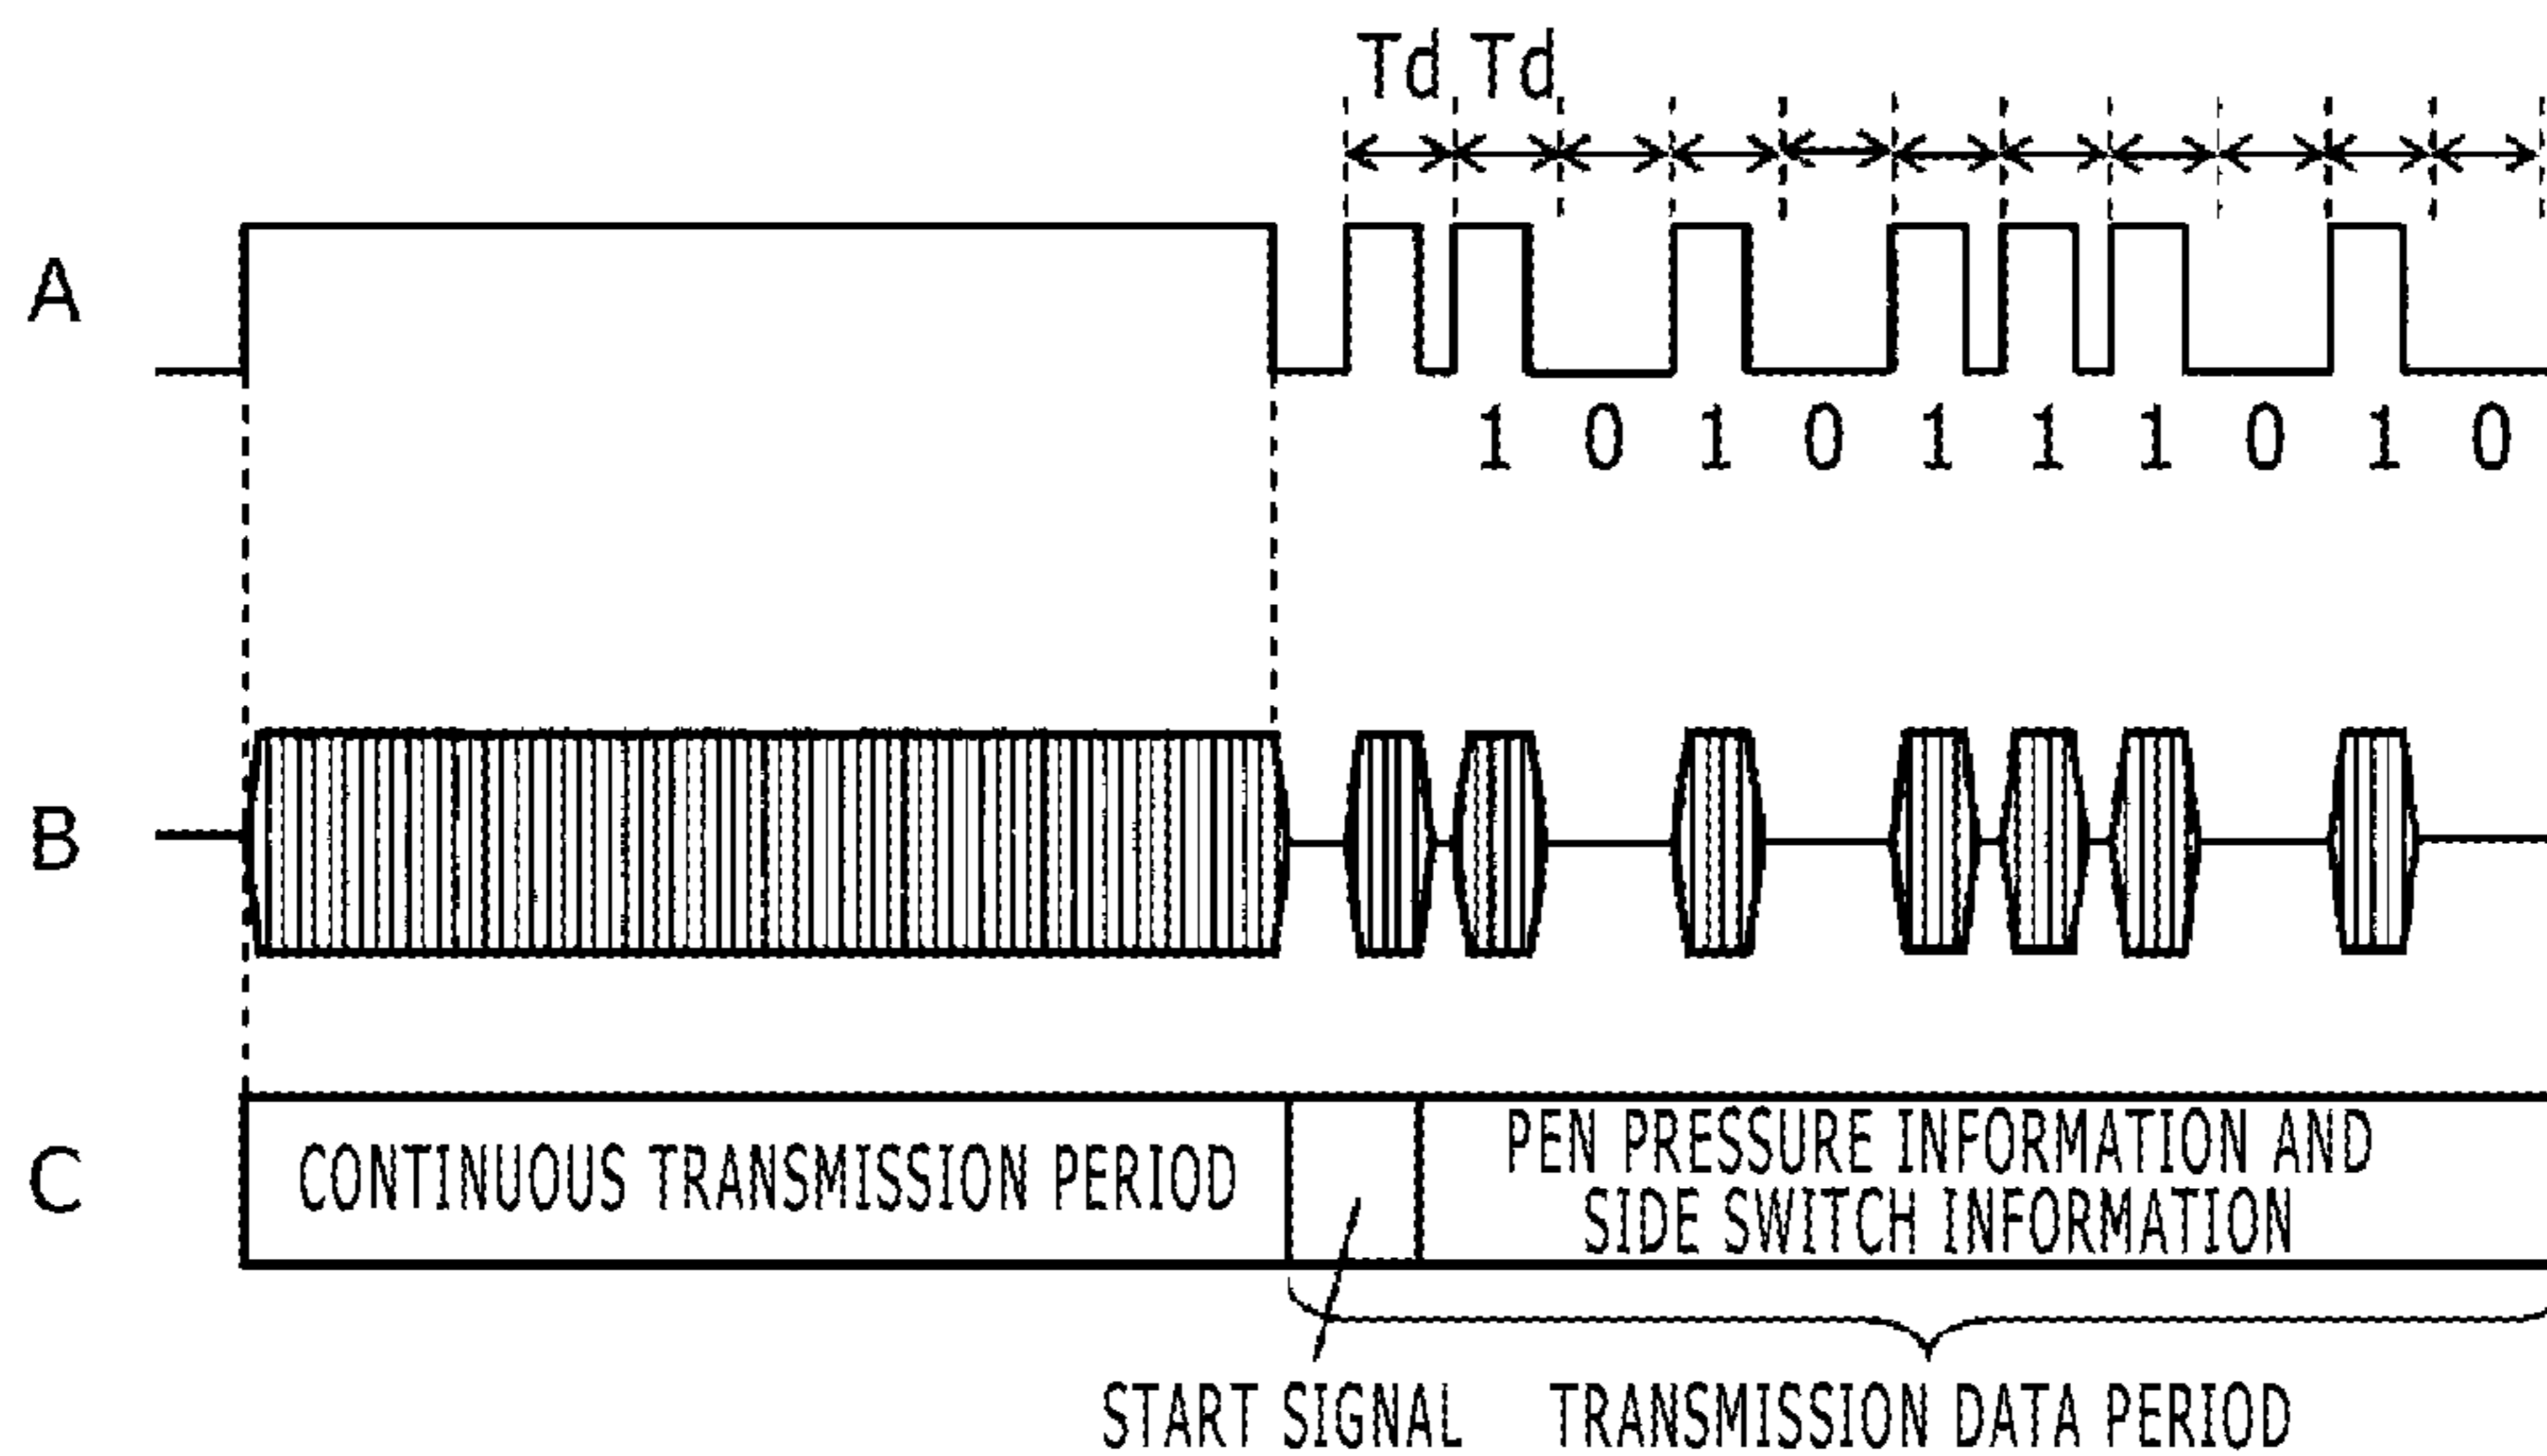 Td Td
A
1 0 1 0 1 1 1 0 1 0
B
C
CONTINUOUS TRANSMISSION PERIOD
PEN PRESSURE INFORMATION AND
SIDE SWITCH INFORMATION
START SIGNAL
TRANSMISSION DATA PERIOD